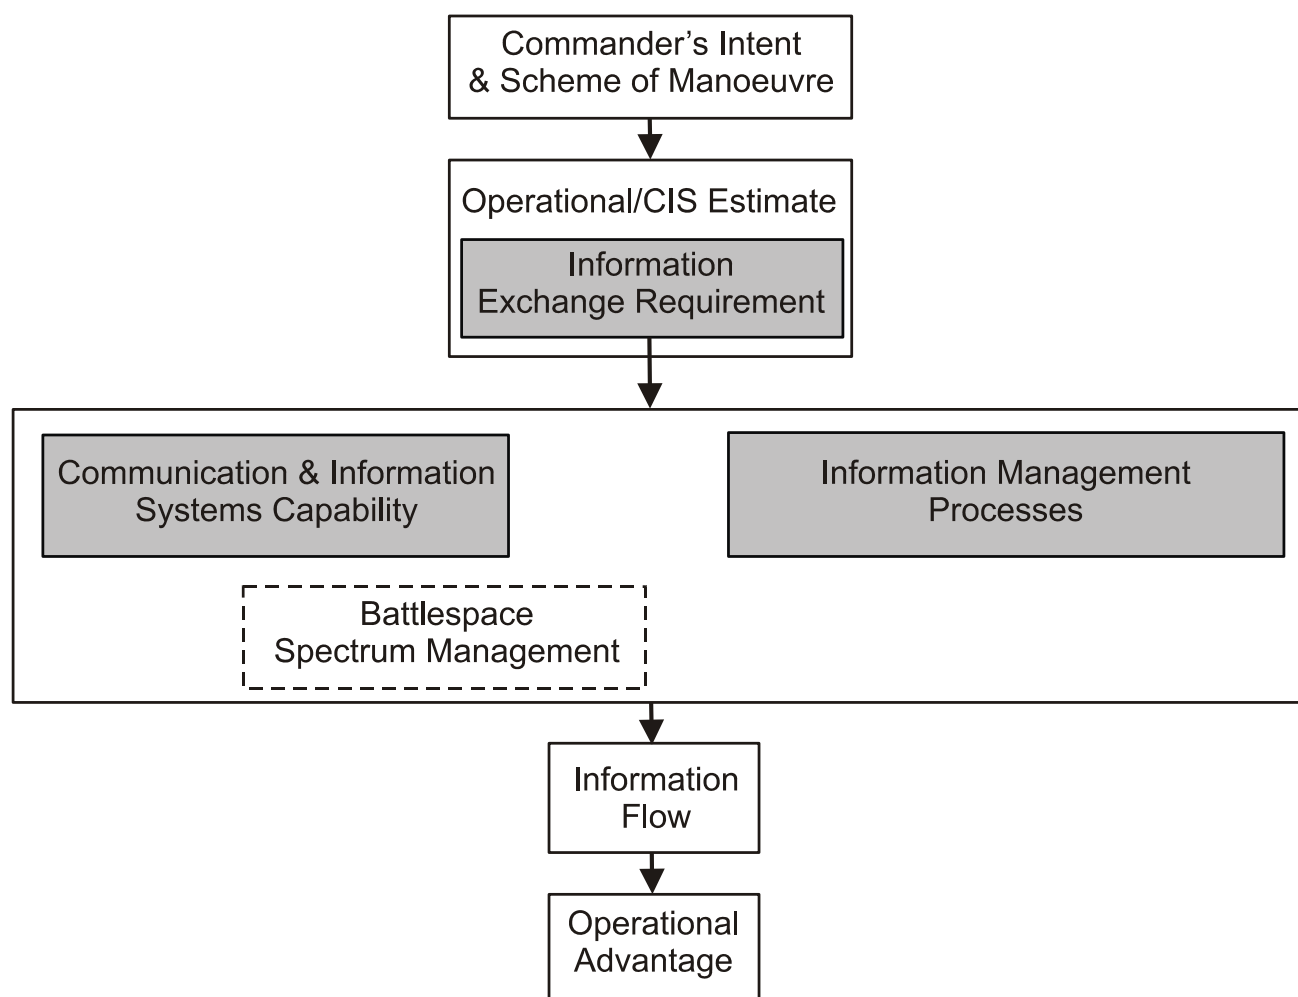 Commander’s Intent
& Scheme of Manoeuvre
Operational/CIS Estimate
Information
Exchange Requirement
Communication & Information
Systems Capability
Information Management
Processes
Battlespace
Spectrum Management
Information
Flow
Operational
Advantage